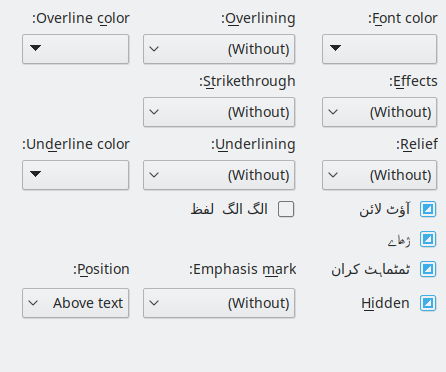 Font color:
Overlining:
Overline color:
(Without)
Effects:
Strikethrough:
(Without)
(Without)
Relief:
Underlining:
Underline color:
(Without)
(Without)
آؤٹ لائن
الگ الگ لفظ
ژھاے
ٹمٹماہٹ کران
Emphasis mark:
Position:
Hidden
(Without)
Above text